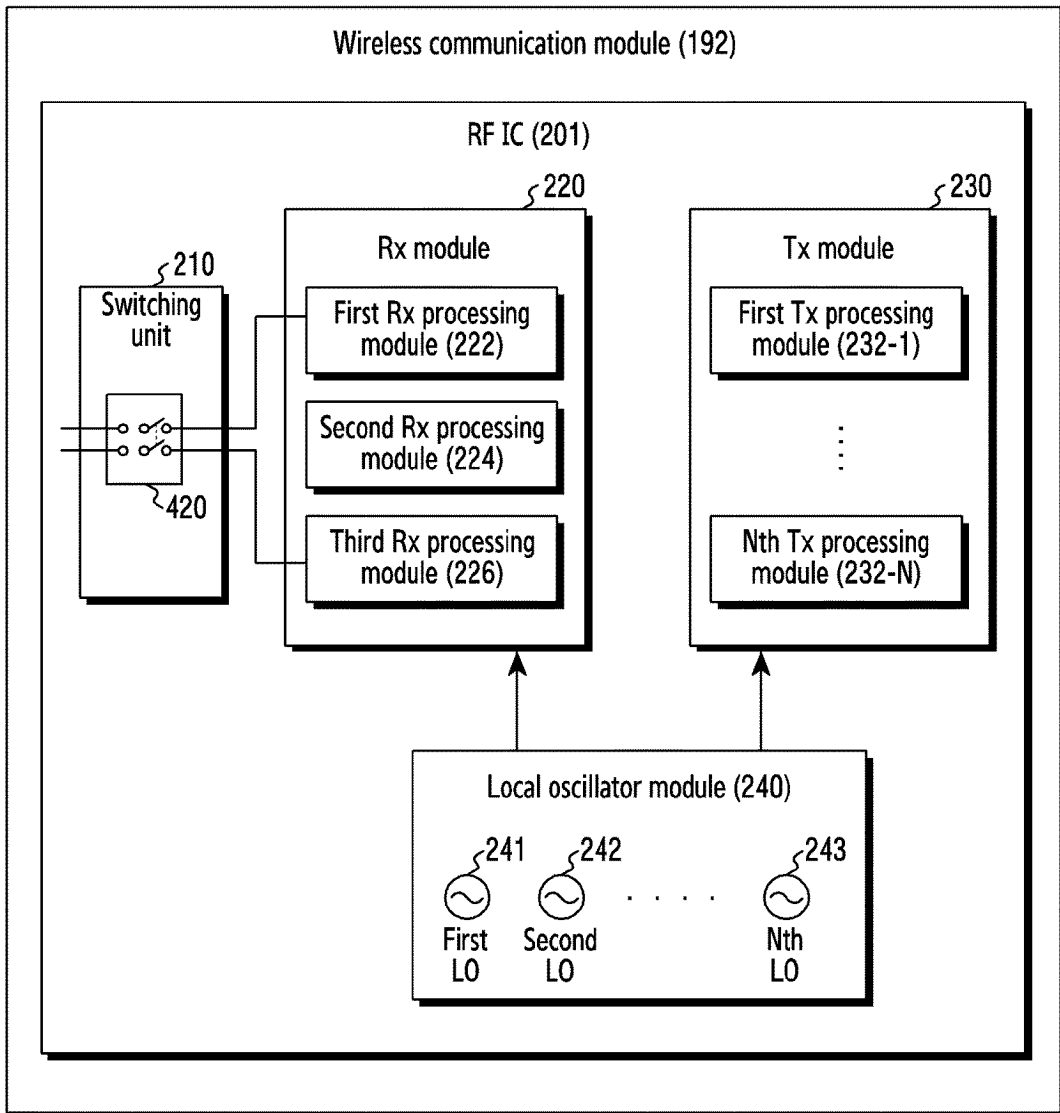 Wireless communication module (192)
RF IC (201)
220
230
210
Rx module
Tx module
Switching
unit
First Rx processing
module (222)
First Tx processing
module (232-1)
Second Rx processing
module (224)
420
Third Rx processing
module (226)
Nth Tx processing
module (232-N)
Local oscillator module (240)
241
242
243
First
LO
Second
LO
Nth
LO